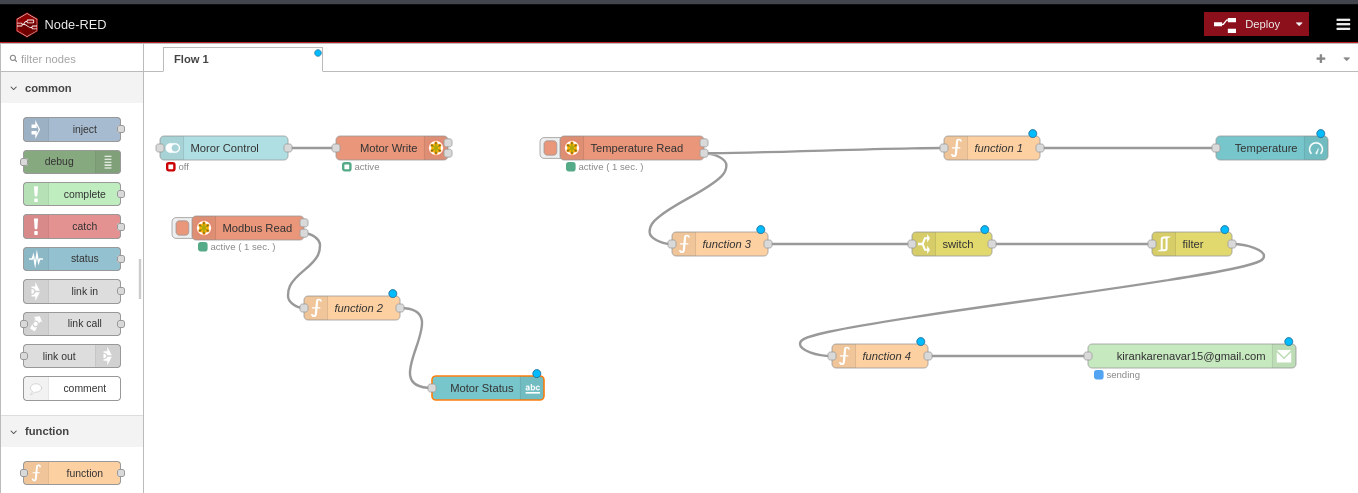 Node-RED
Deploy
filter nodes
Flow 1
common
inject
debug
complete
catch
status
link in
link call
link out
comment
function
function
Moror Control
off
Motor Write
active
Temperature Read
active ( 1 sec. )
function 1
Temperature
Modbus Read
active ( 1 sec. )
function 3
switch
filter
function 2
function 4
kirankarenavar15@gmail.com
sending
Motor Status
abc